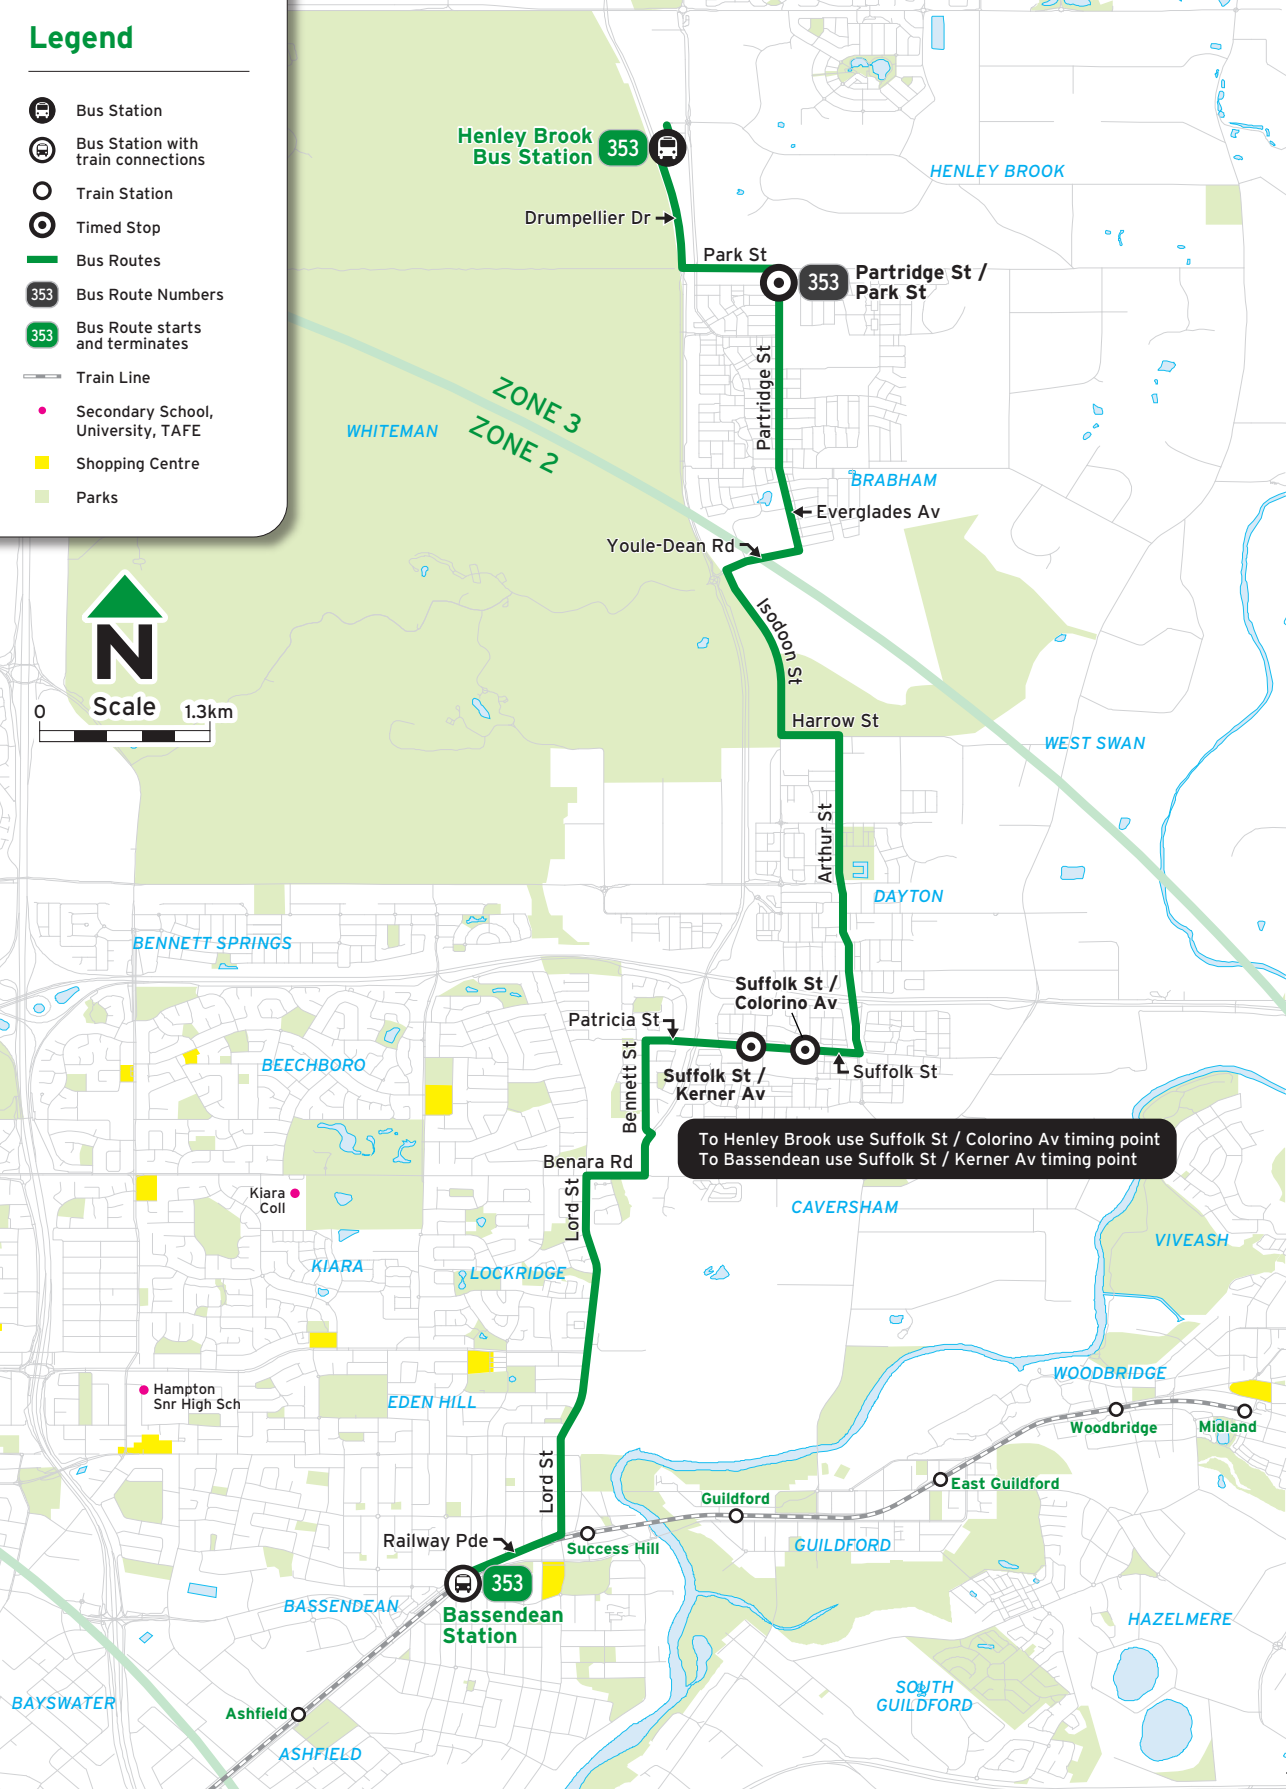 Legend
Bus Station
Bus Station with
train connections
Train Station
Timed Stop
Bus Routes
353
Bus Route Numbers
353
Bus Route starts
and terminates
Train Line
Secondary School,
University, TAFE
Shopping Centre
Parks
N
Scale
0
1.3km
Henley Brook
Bus Station
353
HENLEY BROOK
Drumpellier Dr
Park St
353
Partridge St /
Park St
Partridge St
ZONE 3
ZONE 2
WHITEMAN
BRABHAM
Everglades Av
Youle-Dean Rd
Isodoon St
Harrow St
WEST SWAN
Arthur St
DAYTON
BENNETT SPRINGS
Suffolk St /
Colorino Av
Patricia St
BEECHBORO
Bennett St
Suffolk St /
Kerner Av
Suffolk St
To Henley Brook use Suffolk St / Colorino Av timing point
To Bassendean use Suffolk St / Kerner Av timing point
Benara Rd
Kiara
Coll
Lord St
CAVERSHAM
VIVEASH
KIARA
LOCKRIDGE
WOODBRIDGE
Hampton
Snr High Sch
EDEN HILL
Woodbridge
Midland
Lord St
East Guildford
Guildford
Railway Pde
Success Hill
GUILDFORD
353
BASSENDEAN
Bassendean
Station
HAZELMERE
SOUTH
GUILDFORD
BAYSWATER
Ashfield
ASHFIELD